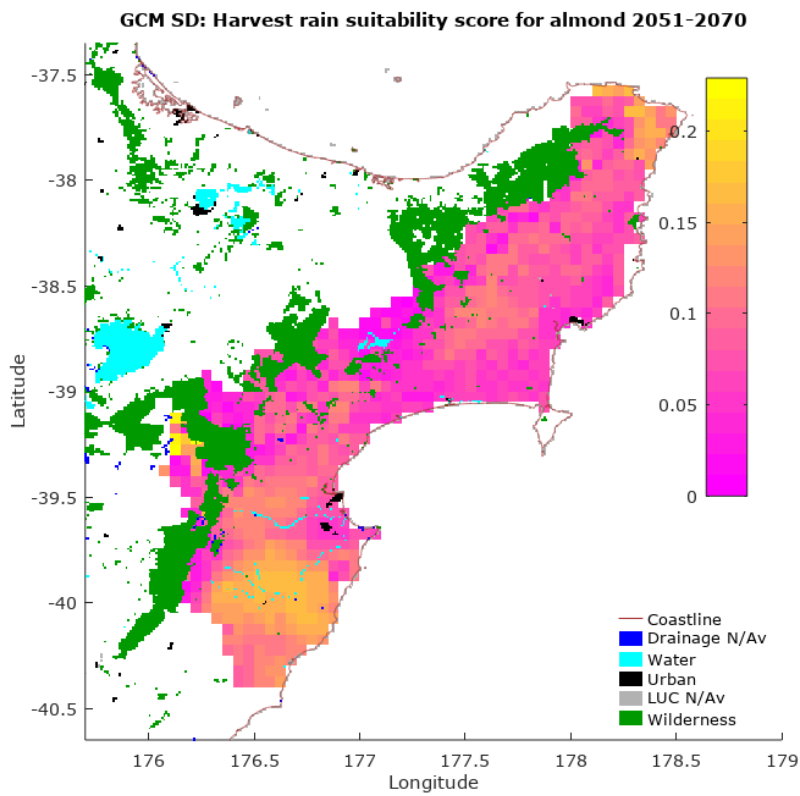 GCM SD: Harvest rain suitability score for almond 2051-2070
-37.5
-38
-38.5
-39
-39.5
-40
-40.5
Latitude
176
176.5
177
177.5
178
178.5
179
Longitude
0.2
0.15
0.1
0.05
0
Coastline
Drainage N/Av
Water
Urban
LUC N/Av
Wilderness